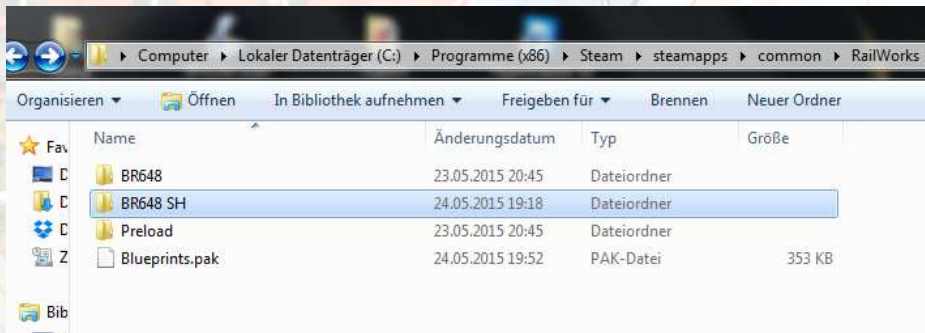 Computer ▸ Lokaler Datenträger (C:) ▸ Programme (x86) ▸ Steam ▸ steamapps ▸ common ▸ RailWorks
Organisieren Öffnen In Bibliothek aufnehmen Freigeben für Brennen Neuer Ordner
Name Änderungsdatum Typ Größe
Fav
BR648 23.05.2015 20:45 Dateiordner
D
BR648 SH 24.05.2015 19:18 Dateiordner
D
Preload 23.05.2015 20:45 Dateiordner
D
Blueprints.pak 24.05.2015 19:52 PAK-Datei 353 KB
Z
Bib